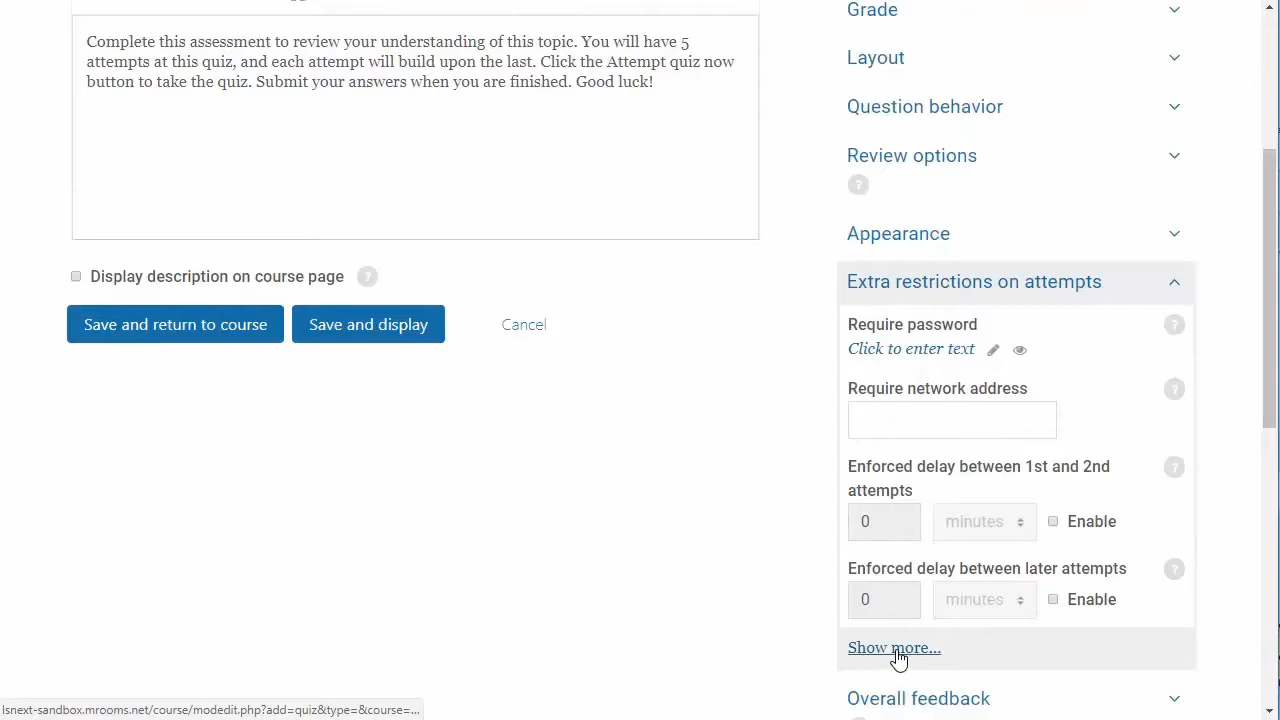 Complete this assessment to review your understanding of this topic. You will have 5
attempts at this quiz, and each attempt will build upon the last. Click the Attempt quiz now
button to take the quiz. Submit your answers when you are finished. Good luck!
Display description on course page ?
Save and return to course
Save and display
Cancel
Grade
Layout
Question behavior
Review options
?
Appearance
Extra restrictions on attempts
Require password ?
Click to enter text
Require network address ?
Enforced delay between 1st and 2nd ?
attempts
0 minutes Enable
Enforced delay between later attempts ?
0 minutes Enable
Show more...
Overall feedback
lsnext-sandbox.mrooms.net/course/modedit.php?add=quiz&type=&course=...